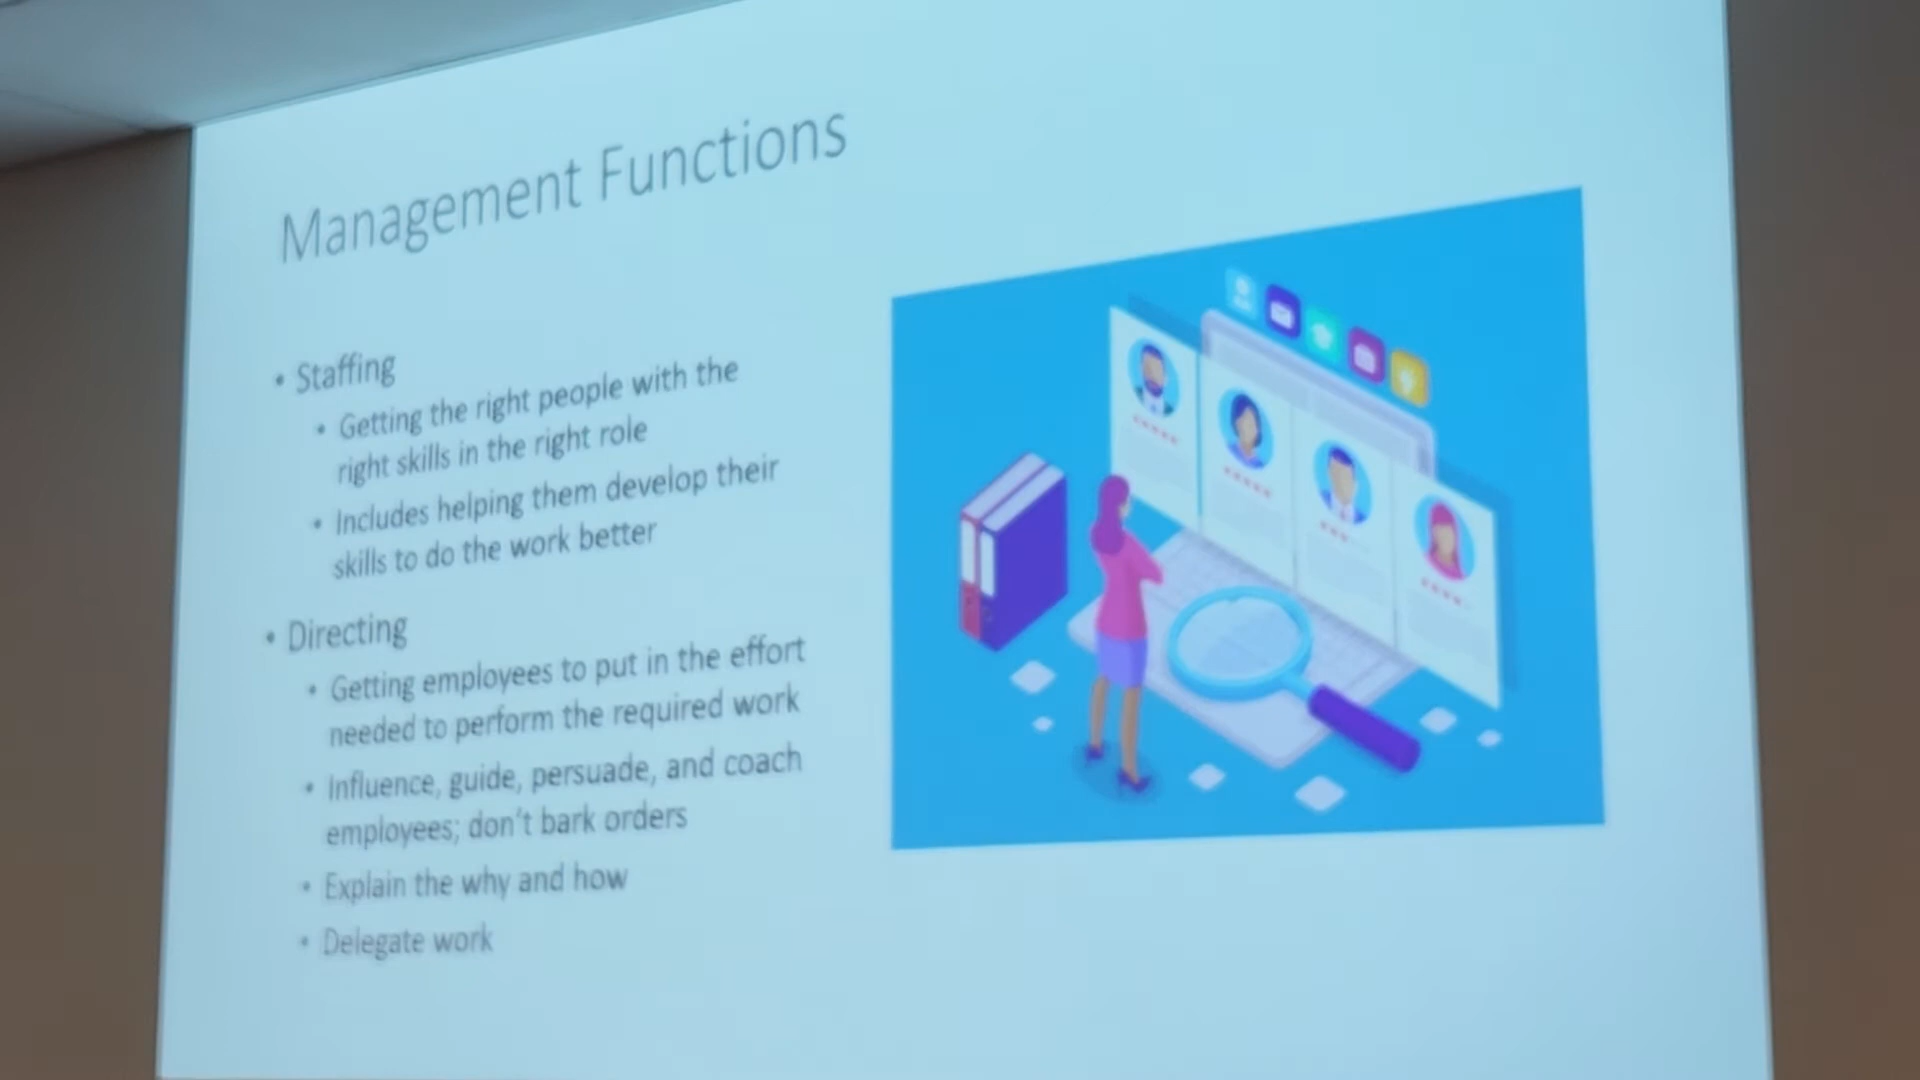 Management Functions
• Staffing
• Getting the right people with the
right skills in the right role
• Includes helping them develop their
skills to do the work better
• Directing
• Getting employees to put in the effort
needed to perform the required work
• Influence, guide, persuade, and coach
employees; don't bark orders
• Explain the why and how
• Delegate work